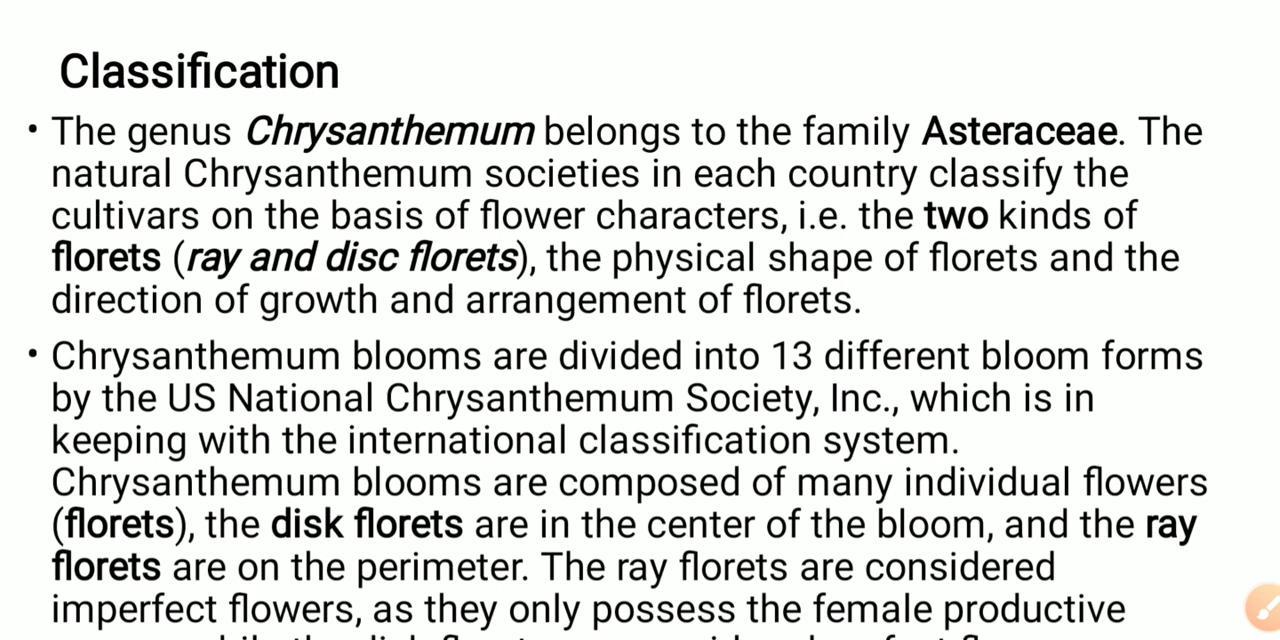 Classification
• The genus Chrysanthemum belongs to the family Asteraceae. The
natural Chrysanthemum societies in each country classify the
cultivars on the basis of flower characters, i.e. the two kinds of
florets (ray and disc florets), the physical shape of florets and the
direction of growth and arrangement of florets.
• Chrysanthemum blooms are divided into 13 different bloom forms
by the US National Chrysanthemum Society, Inc., which is in
keeping with the international classification system.
Chrysanthemum blooms are composed of many individual flowers
(florets), the disk florets are in the center of the bloom, and the ray
florets are on the perimeter. The ray florets are considered
imperfect flowers, as they only possess the female productive